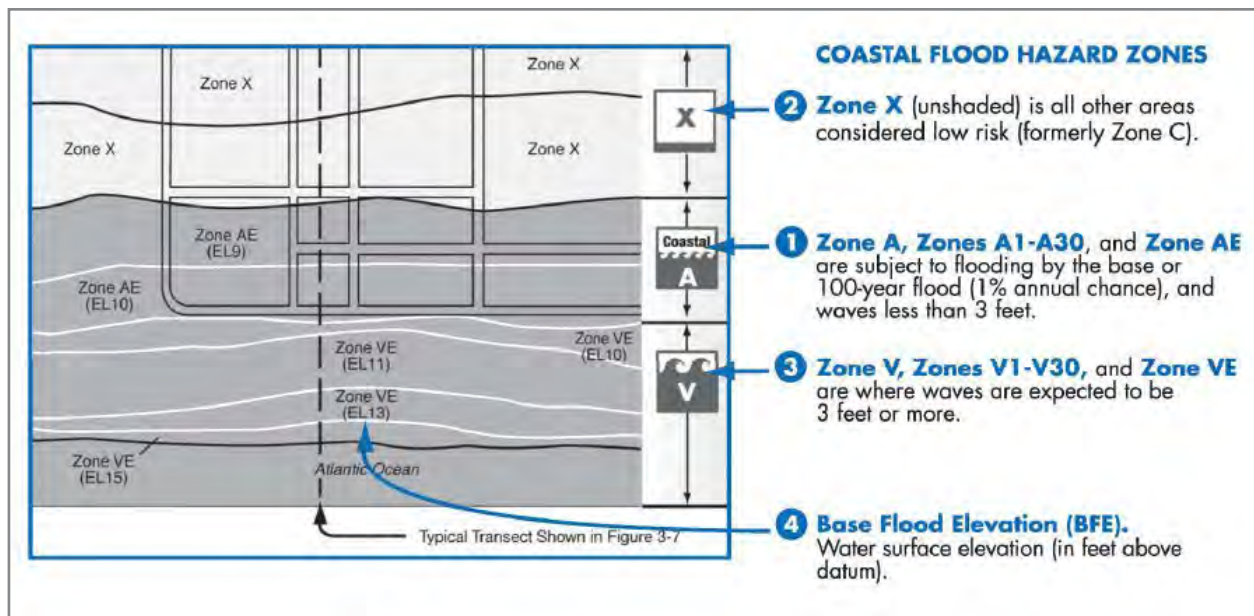 COASTAL FLOOD HAZARD ZONES
Zone X
Zone X
Zone X
Zone X
X
2 Zone X (unshaded) is all other areas
considered low risk (formerly Zone C).
Zone AE
(EL9)
Zone AE
(EL10)
Coastal
A
1 Zone A, Zones A1-A30, and Zone AE
are subject to flooding by the base or
100-year flood (1% annual chance), and
waves less than 3 feet.
Zone VE
(EL10)
Zone VE
(EL11)
Zone VE
(EL13)
Zone VE
(EL15)
V
3 Zone V, Zones V1-V30, and Zone VE
are where waves are expected to be
3 feet or more.
Atlantic Ocean
Typical Transect Shown in Figure 3-7
4 Base Flood Elevation (BFE).
Water surface elevation (in feet above
datum).